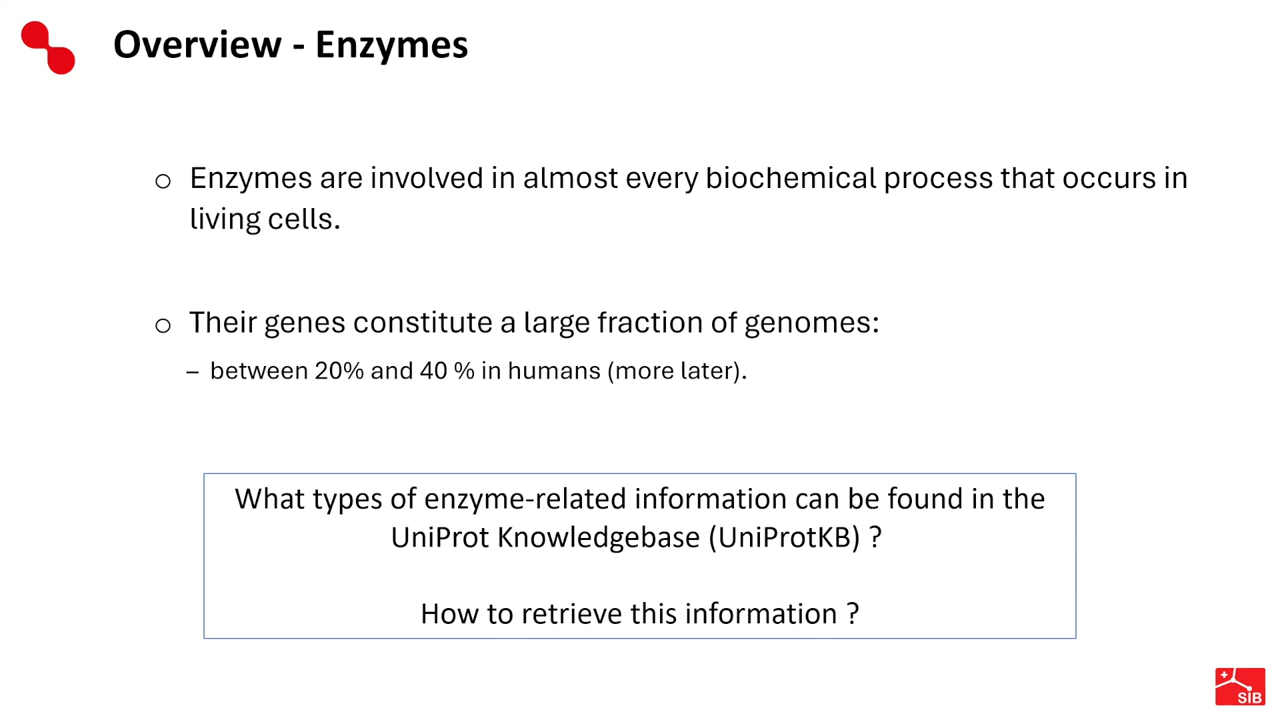 Overview - Enzymes
o Enzymes are involved in almost every biochemical process that occurs in
living cells.
o Their genes constitute a large fraction of genomes:
– between 20% and 40 % in humans (more later).
What types of enzyme-related information can be found in the
UniProt Knowledgebase (UniProtKB) ?
How to retrieve this information ?
SIB